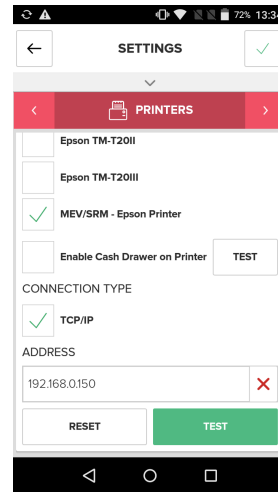 72% 13:34
SETTINGS
PRINTERS
Epson TM-T20II
Epson TM-T20III
MEV/SRM - Epson Printer
Enable Cash Drawer on Printer TEST
CONNECTION TYPE
TCP/IP
ADDRESS
192.168.0.150
RESET TEST